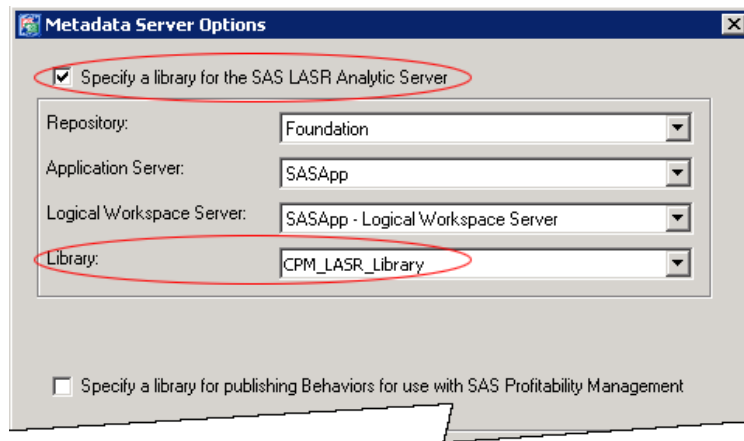 Metadata Server Options
Specify a library for the SAS LASR Analytic Server
Repository: Foundation
Application Server: SASApp
Logical Workspace Server: SASApp - Logical Workspace Server
Library: CPM_LASR_Library
Specify a library for publishing Behaviors for use with SAS Profitability Management